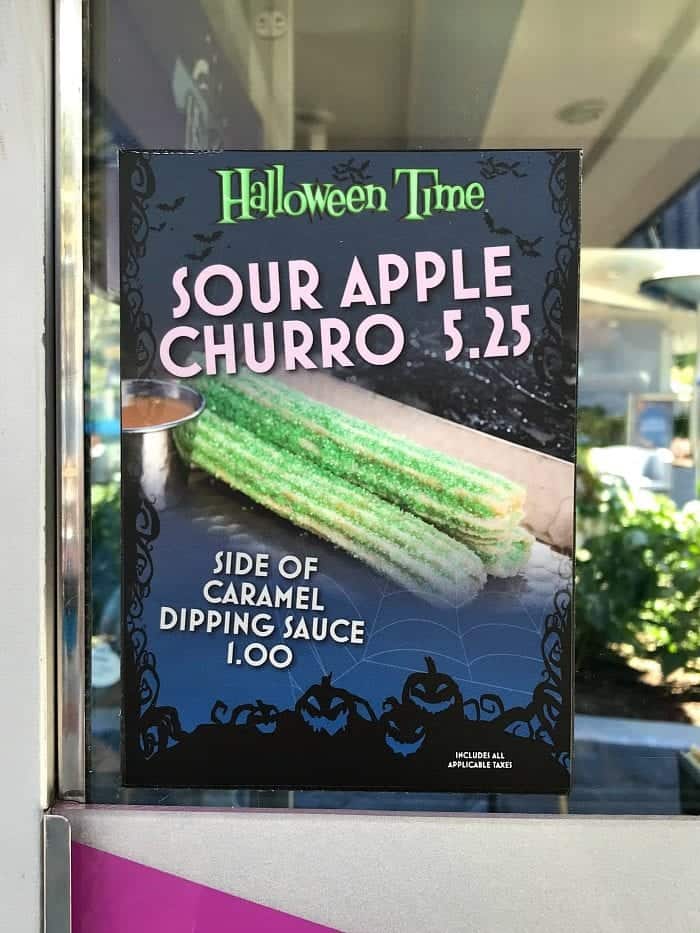 Halloween Time
SOUR APPLE
CHURRO 5.25
SIDE OF
CARAMEL
DIPPING SAUCE
1.00
INCLUDES ALL
APPLICABLE TAXES